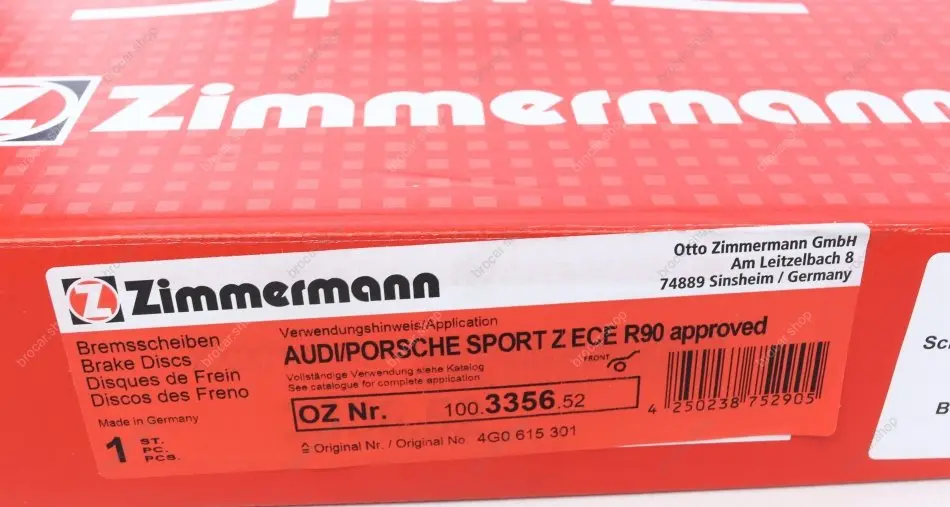 Zimmermann
Otto Zimmermann GmbH
Am Leitzelbach 8
74889 Sinsheim / Germany
Z Zimmermann
Bremsscheiben
Brake Discs
Disques de Frein
Discos des Freno
Made in Germany
1 ST.
PC.
PCS.
Verwendungshinweis/Application
AUDI/PORSCHE SPORT Z ECE R90 approved
Vollständige Verwendung siehe Katalog
See catalogue for complete application
FRONT
OZ Nr. 100.3356.52
Original Nr. / Original No. 4G0 615 301
4 250238 752905
brocar.shop